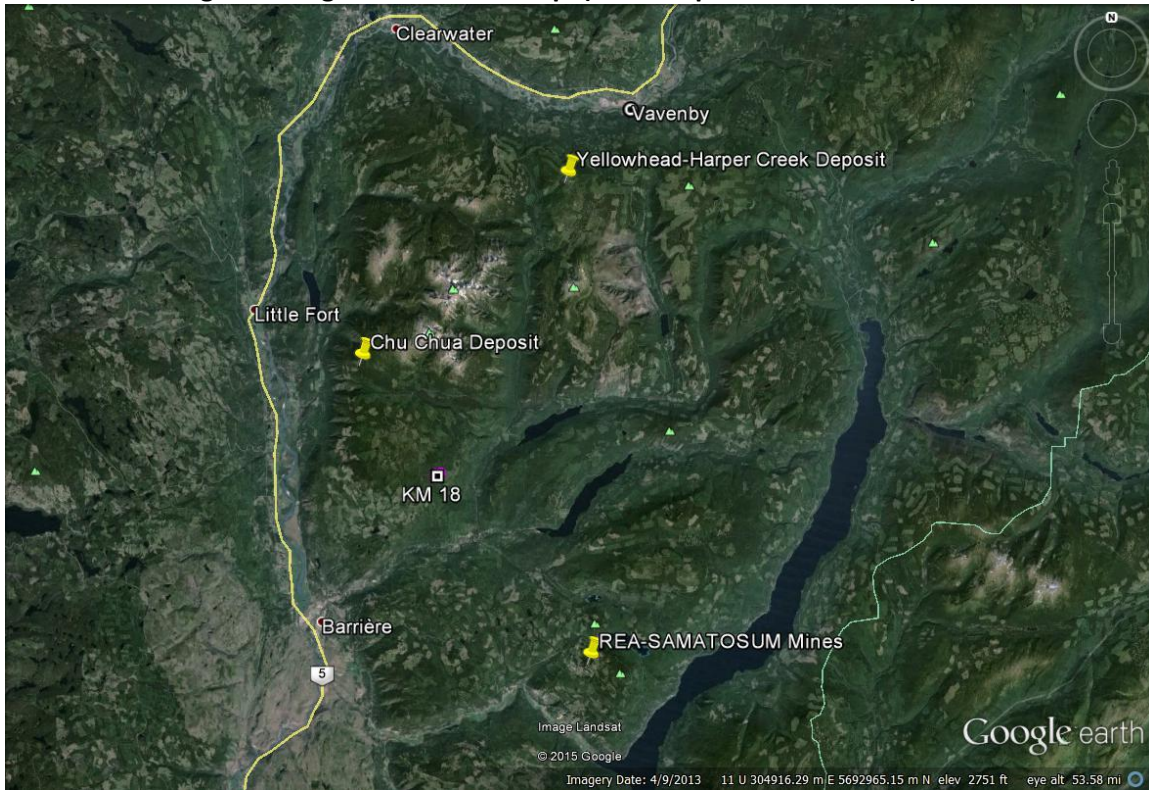 N
Clearwater
Vavenby
Yellowhead-Harper Creek Deposit
Little Fort
Chu Chua Deposit
KM 18
Barrière
REA-SAMATOSUM Mines
5
Image Landsat
Google earth
© 2015 Google
Imagery Date: 4/9/2013 11 U 304916.29 m E 5692965.15 m N elev 2751 ft eye alt 53.58 mi